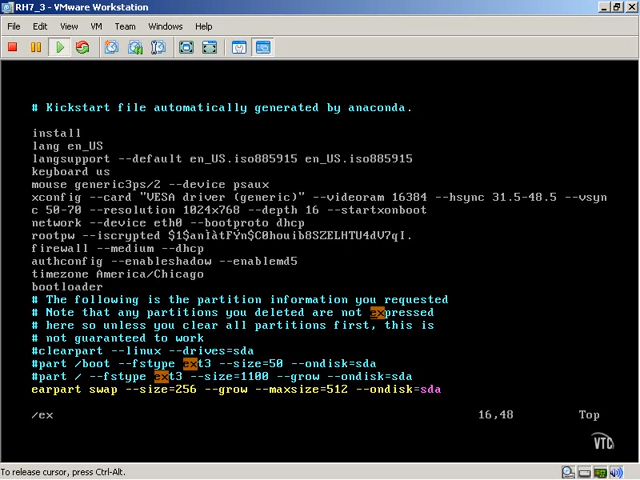 RH7_3 - VMware Workstation
File Edit View VM Team Windows Help
# Kickstart file automatically generated by anaconda.
install
lang en_US
langsupport --default en_US.iso885915 en_US.iso885915
keyboard us
mouse generic3ps/2 --device psaux
xconfig --card "VESA driver (generic)" --videoram 16384 --hsync 31.5-48.5 --vsyn
c 50-70 --resolution 1024x768 --depth 16 --startxonboot
network --device eth0 --bootproto dhcp
rootpw --iscrypted
firewall --medium --dhcp
authconfig --enableshadow --enablemd5
timezone America/Chicago
bootloader
# The following is the partition information you requested
# Note that any partitions you deleted are not expressed
# here so unless you clear all partitions first, this is
# not guaranteed to work
#clearpart --linux --drives=sda
#part /boot --fstype ext3 --size=50 --ondisk=sda
#part / --fstype ext3 --size=1100 --grow --ondisk=sda
earpart swap --size=256 --grow --maxsize=512 --ondisk=sda
/ex 16,48 Top
VTC
To release cursor, press Ctrl-Alt.